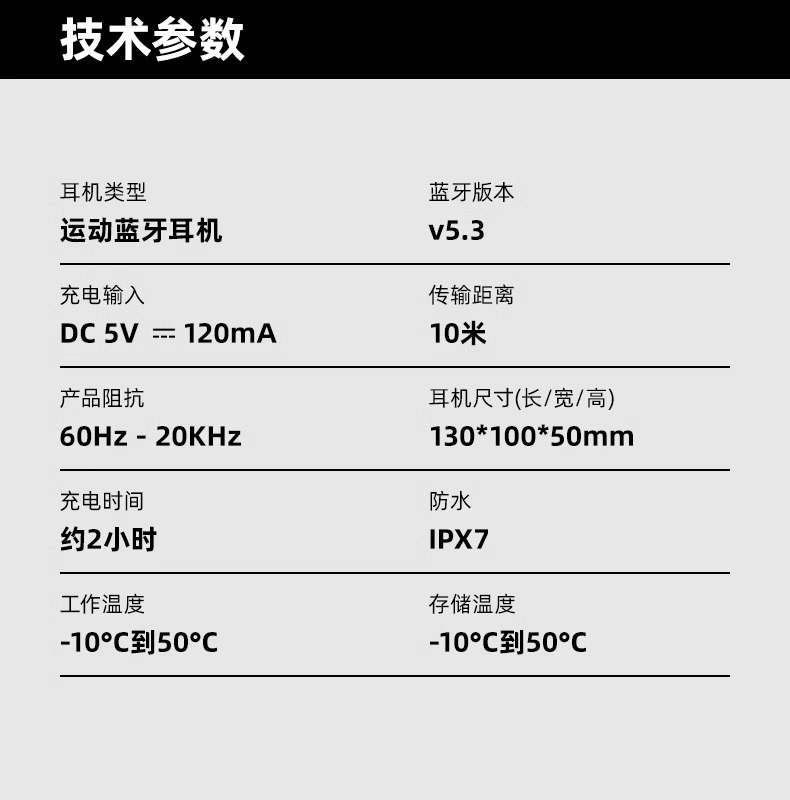 技术参数
耳机类型
蓝牙版本
运动蓝牙耳机
v5.3
充电输入
传输距离
DC 5V ⎓ 120mA
10米
产品阻抗
耳机尺寸(长/宽/高)
60Hz - 20KHz
130*100*50mm
充电时间
防水
约2小时
IPX7
工作温度
存储温度
-10°C到50°C
-10°C到50°C